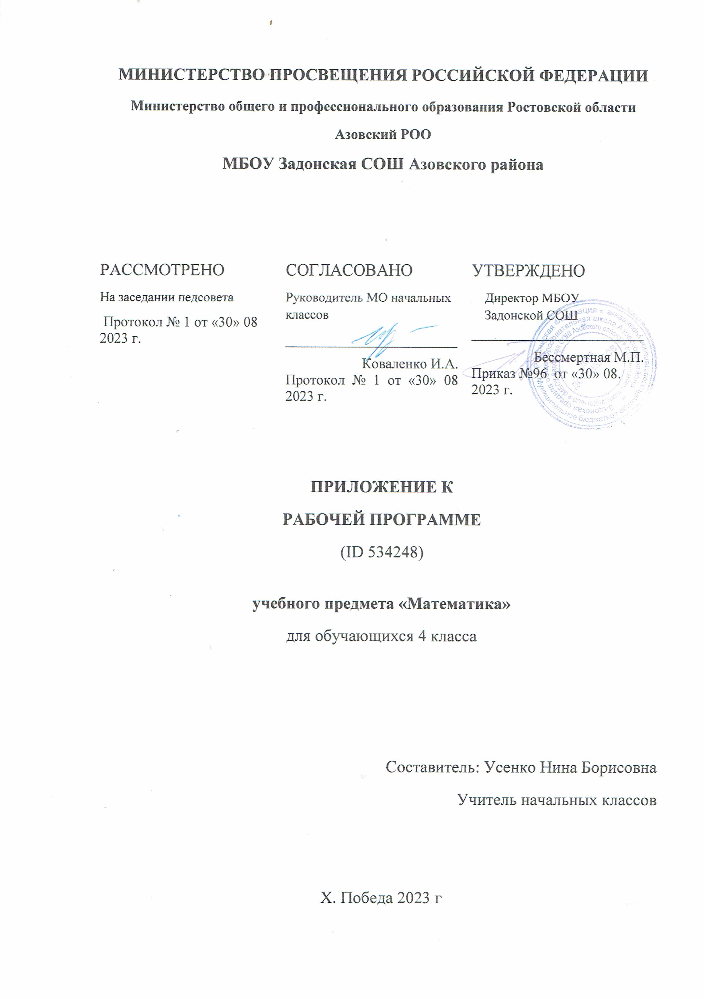 МИНИСТЕРСТВО ПРОСВЕЩЕНИЯ РОССИЙСКОЙ ФЕДЕРАЦИИ
Министерство общего и профессионального образования Ростовской области
Азовский РОО
МБОУ Задонская СОШ Азовского района
РАССМОТРЕНО
На заседании педсовета
Протокол № 1 от «30» 08
2023 г.
СОГЛАСОВАНО
Руководитель МО начальных
классов
Коваленко И.А.
Протокол № 1 от «30» 08
2023 г.
УТВЕРЖДЕНО
Директор МБОУ
Задонской СОШ
Бессмертная М.П.
Приказ №96 от «30» 08.
2023 г.
ПРИЛОЖЕНИЕ К
РАБОЧЕЙ ПРОГРАММЕ
(ID 534248)
учебного предмета «Математика»
для обучающихся 4 класса
Составитель: Усенко Нина Борисовна
Учитель начальных классов
Х. Победа 2023 г